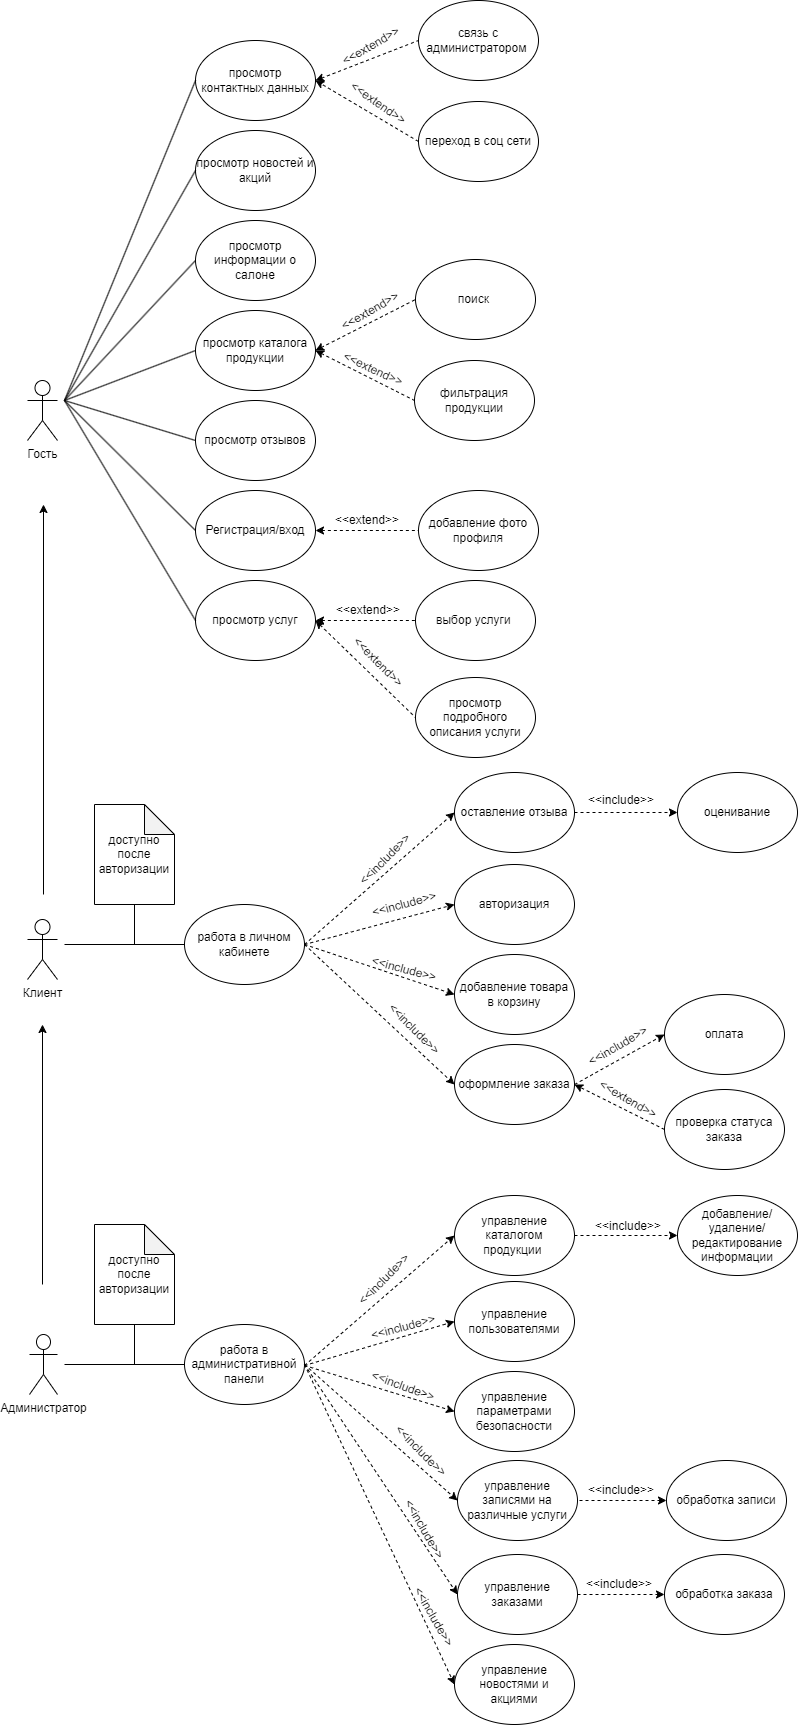 связь с
администратором
<<extend>>
просмотр
контактных данных
<<extend>>
переход в соц сети
просмотр новостей и
акций
просмотр
информации о
салоне
поиск
<<extend>>
просмотр каталога
продукции
<<extend>>
фильтрация
продукции
Гость
просмотр отзывов
Регистрация/вход
<<extend>>
добавление фото
профиля
просмотр услуг
<<extend>>
выбор услуги
<<extend>>
просмотр
подробного
описания услуги
доступно
после
авторизации
оставление отзыва
<<include>>
оценивание
<<include>>
авторизация
<<include>>
Клиент
работа в личном
кабинете
<<include>>
добавление товара
в корзину
<<include>>
оформление заказа
<<include>>
оплата
<<extend>>
проверка статуса
заказа
доступно
после
авторизации
управление
каталогом
продукции
<<include>>
добавление/
удаление/
редактирование
информации
<<include>>
управление
пользователями
<<include>>
Администратор
работа в
административной
панели
<<include>>
управление
параметрами
безопасности
<<include>>
управление
записями на
различные услуги
<<include>>
обработка записи
<<include>>
управление
заказами
<<include>>
обработка заказа
<<include>>
управление
новостями и
акциями